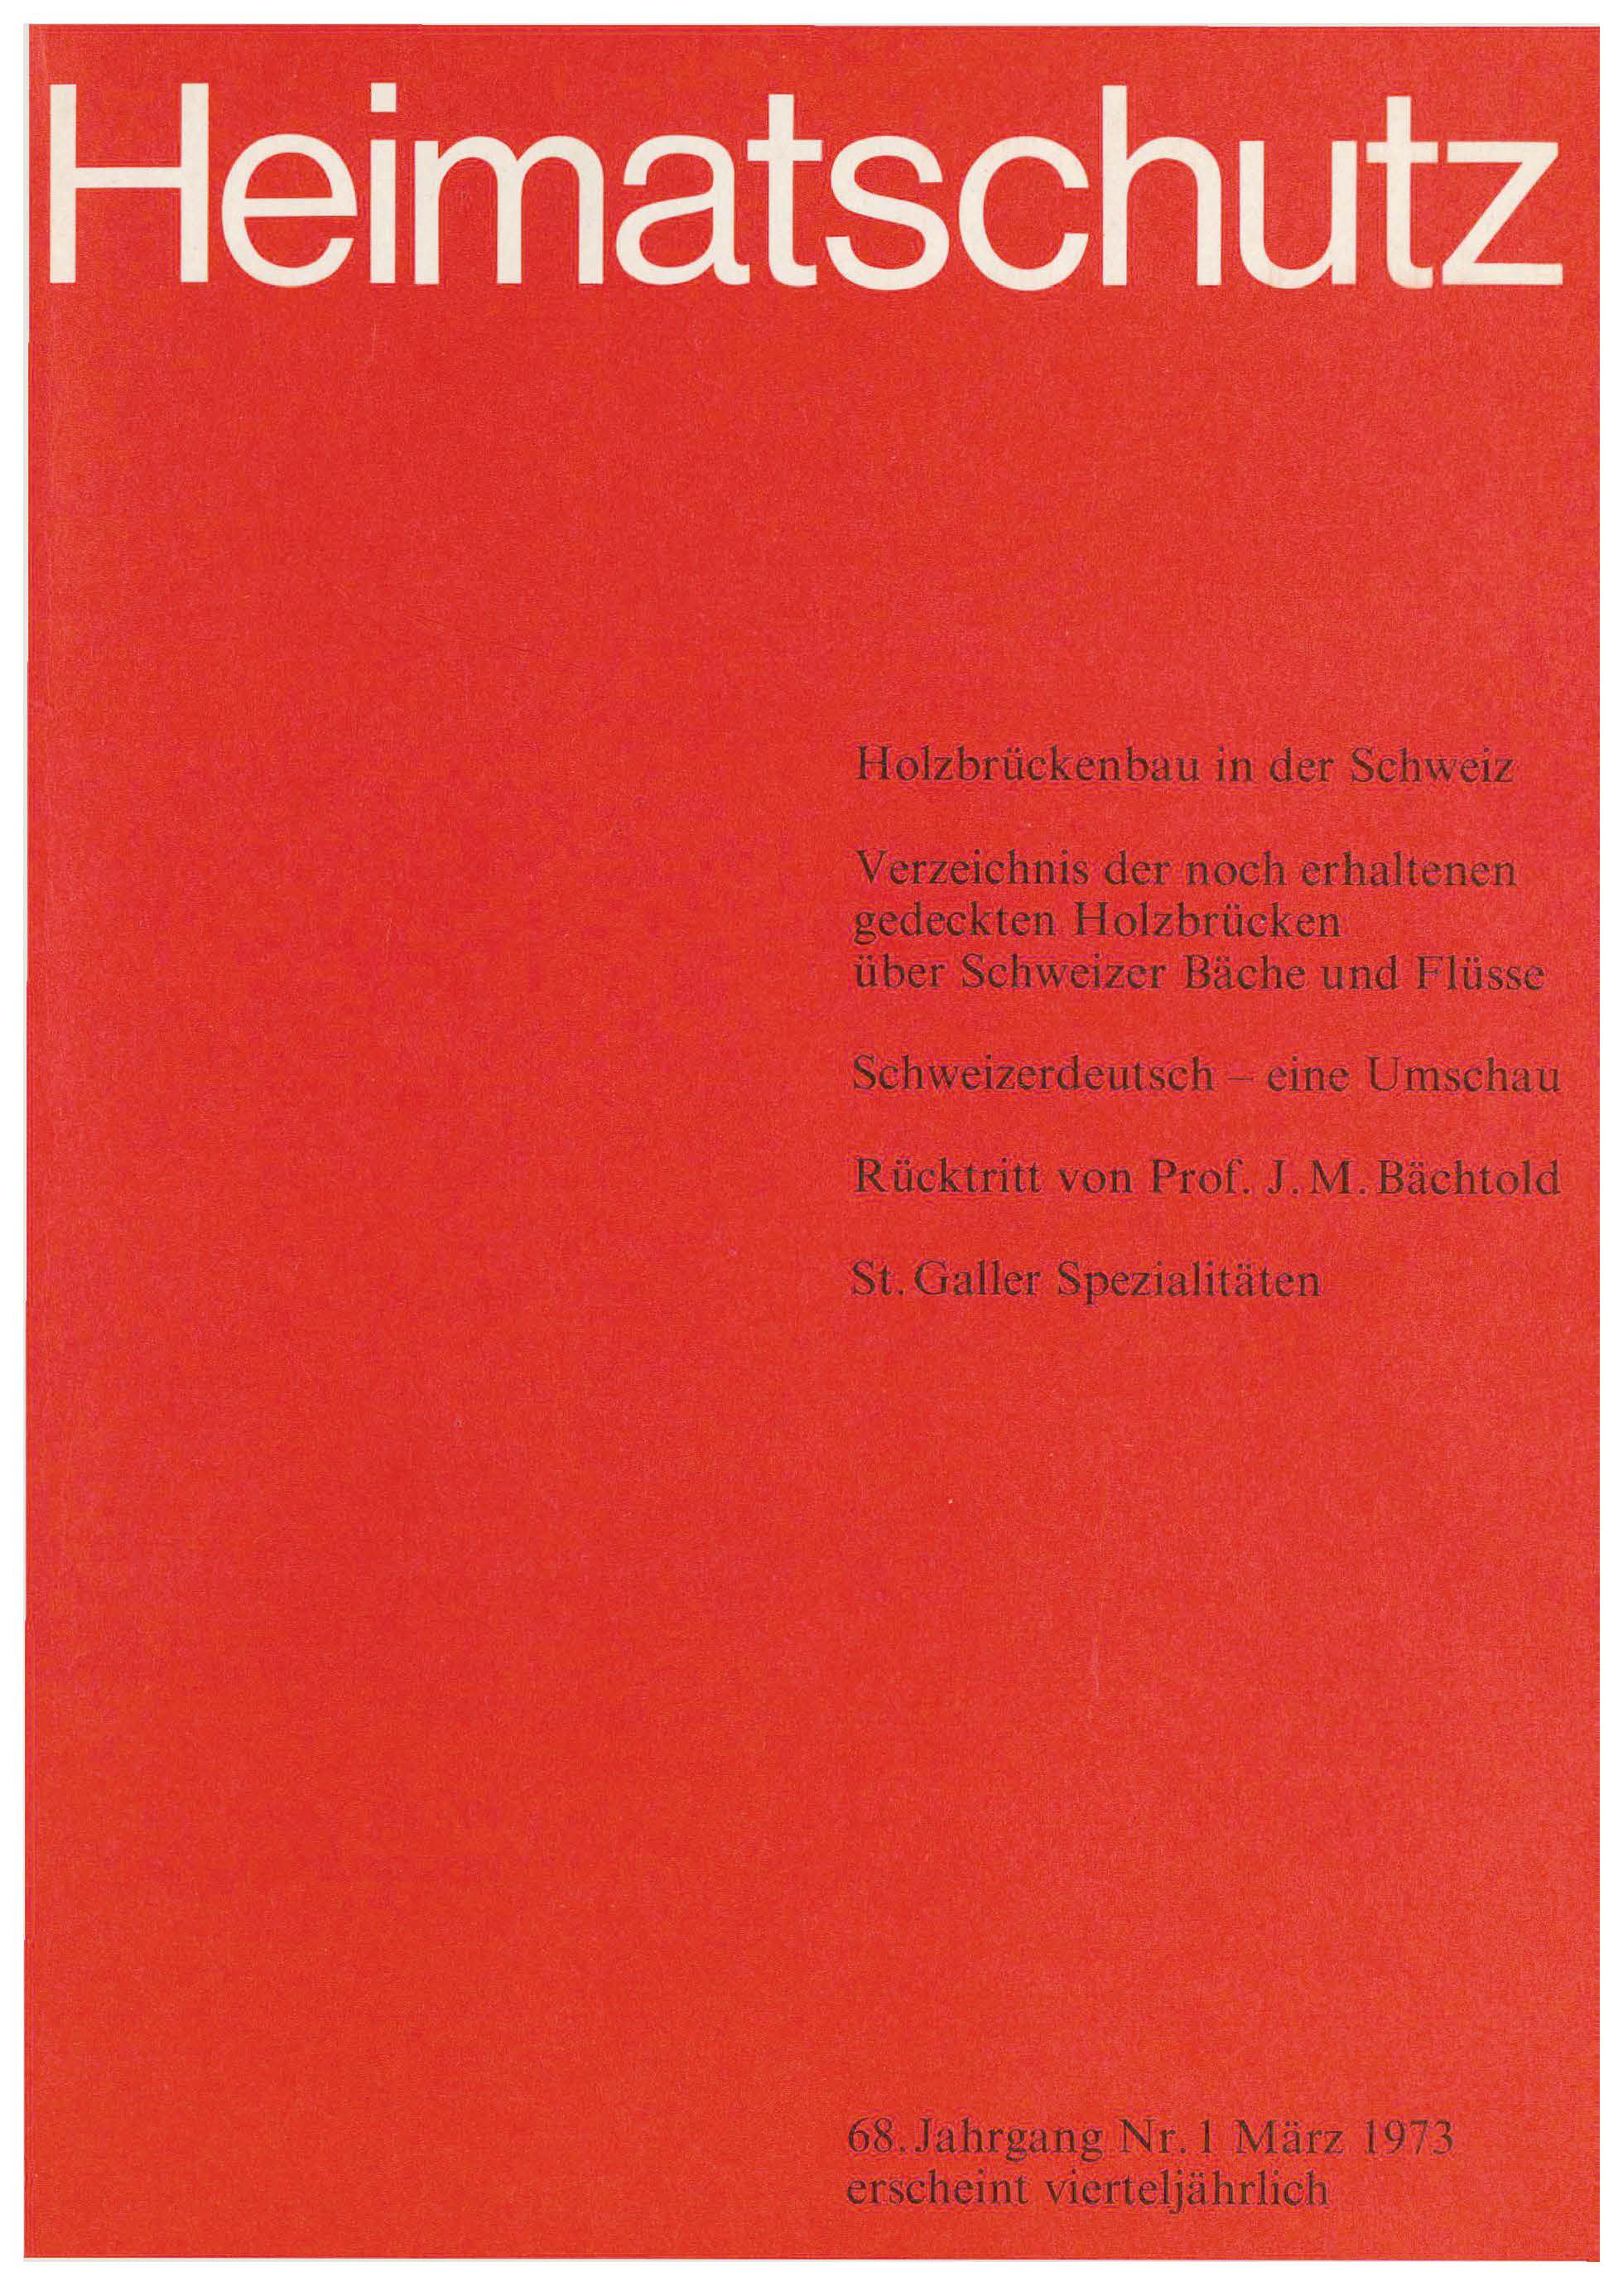 Heimatschutz
Holzbrückenbau in der Schweiz
Verzeichnis der noch erhaltenen
gedeckten Holzbrücken
über Schweizer Bäche und Flüsse
Schweizerdeutsch – eine Umschau
Rücktritt von Prof. J. M. Bächtold
St. Galler Spezialitäten
68. Jahrgang Nr. 1 März 1973
erscheint vierteljährlich